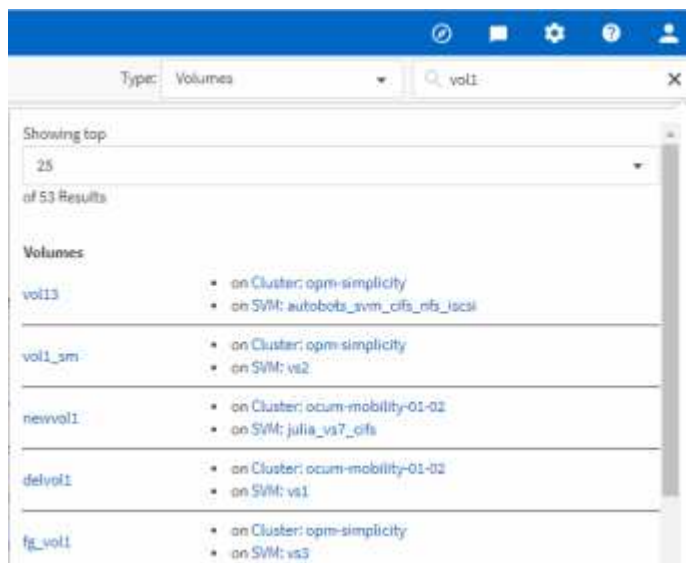 Type: Volumes vol1
Showing top
25
of 53 Results
Volumes
vol13
on Cluster: opm-simplicity
on SVM: autobots_svm_cifs_nfs_iscsi
vol1_sm
on Cluster: opm-simplicity
on SVM: vs2
newvol1
on Cluster: ocum-mobility-01-02
on SVM: julia_vs7_cifs
delvol1
on Cluster: ocum-mobility-01-02
on SVM: vs1
fg_vol1
on Cluster: opm-simplicity
on SVM: vs3